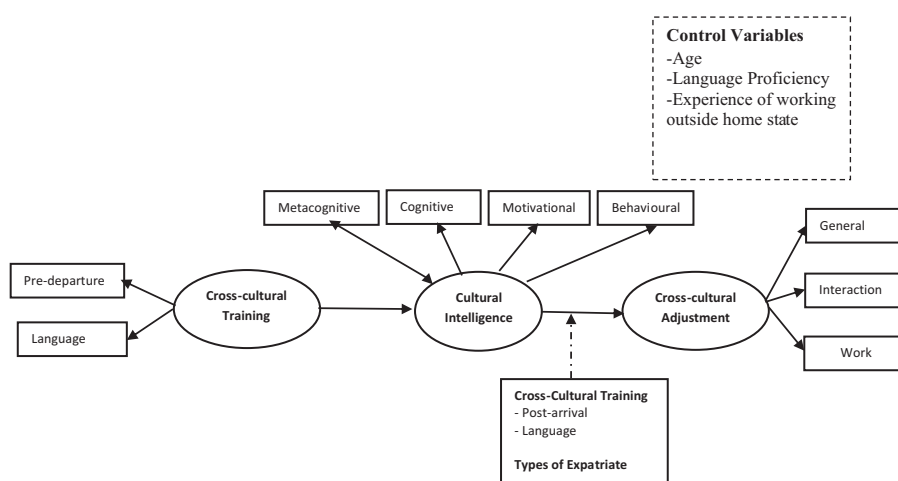 Control Variables
-Age
-Language Proficiency
-Experience of working
outside home state
Metacognitive
Cognitive
Motivational
Behavioural
General
Pre-departure
Cross-cultural
Training
Cultural
Intelligence
Cross-cultural
Adjustment
Interaction
Language
Work
Cross-Cultural Training
- Post-arrival
- Language
Types of Expatriate